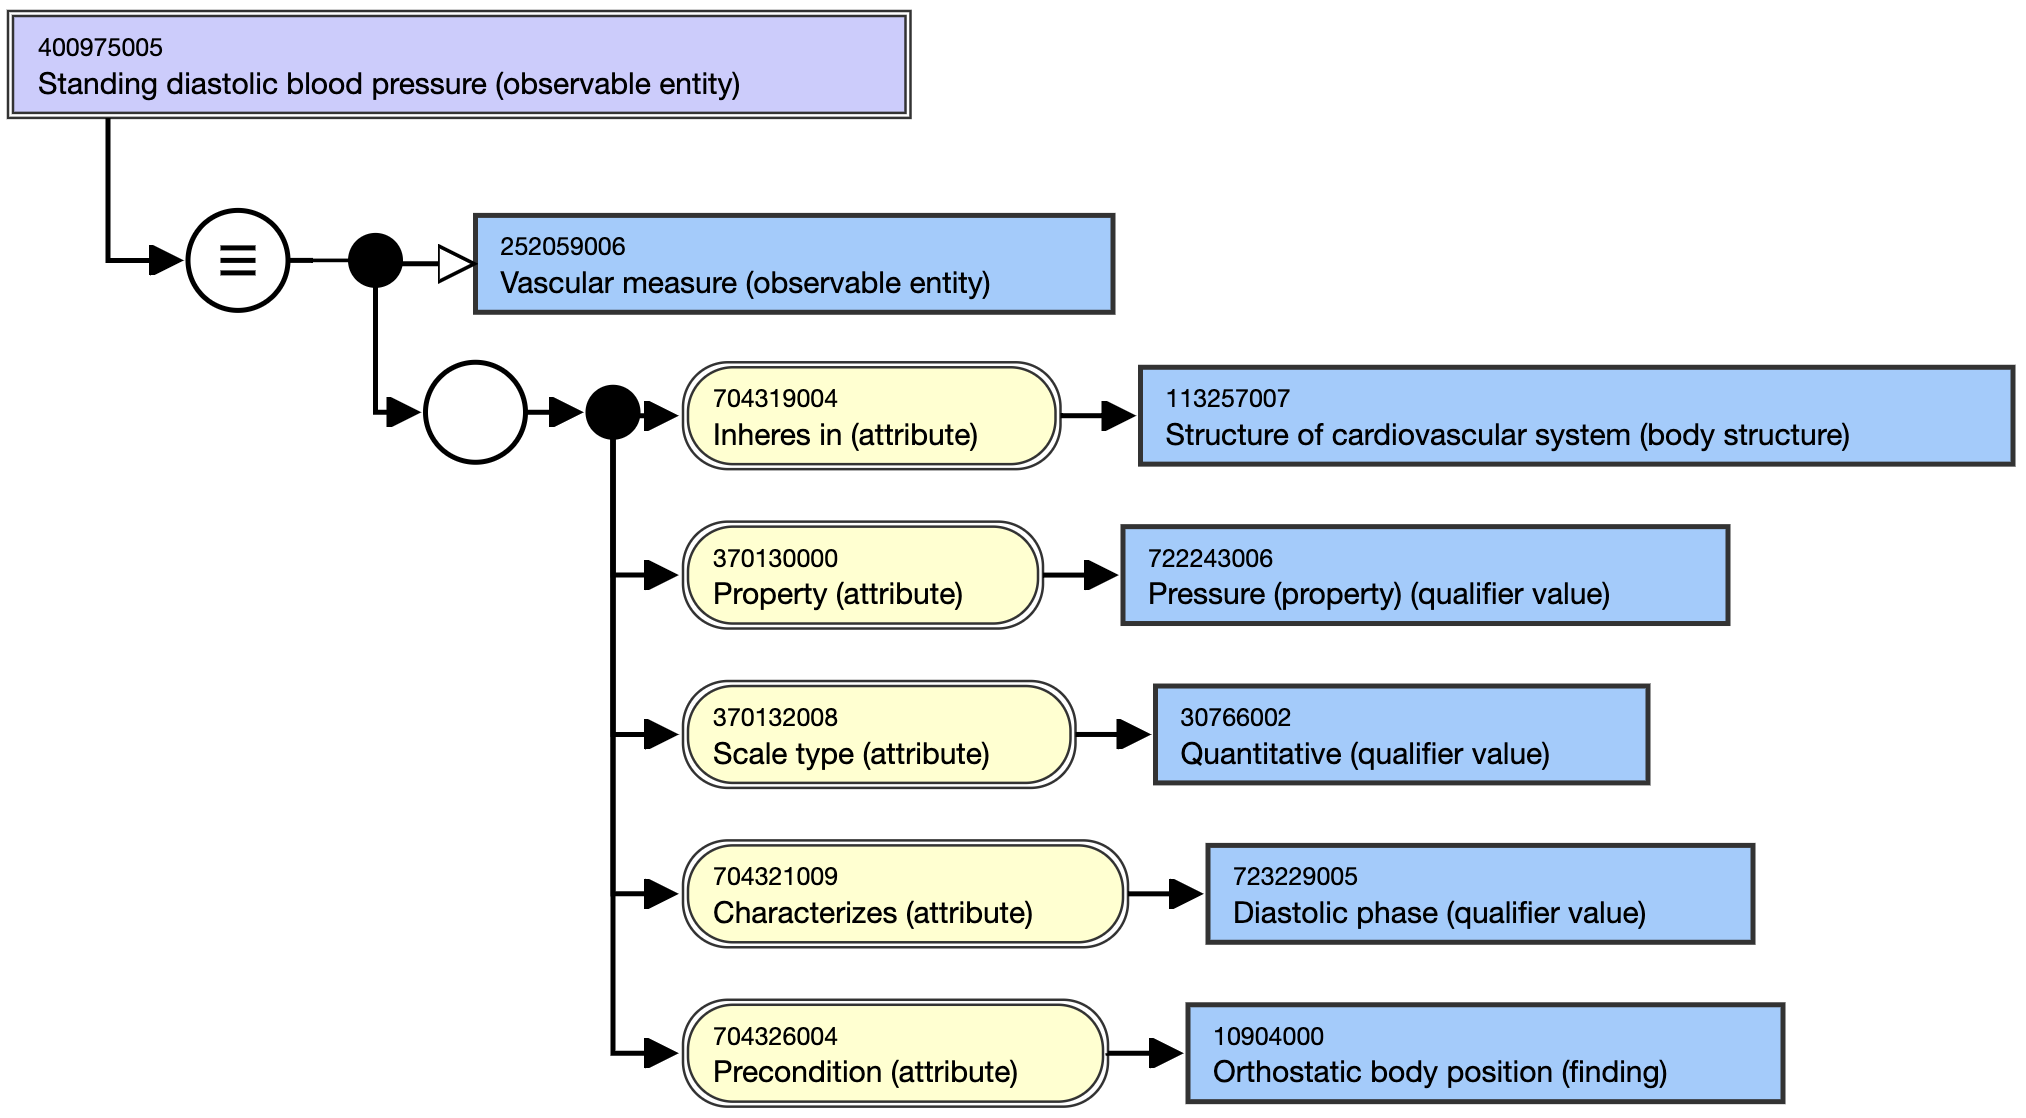 400975005
Standing diastolic blood pressure (observable entity)
252059006
Vascular measure (observable entity)
704319004
Inheres in (attribute)
113257007
Structure of cardiovascular system (body structure)
370130000
Property (attribute)
722243006
Pressure (property) (qualifier value)
370132008
Scale type (attribute)
30766002
Quantitative (qualifier value)
704321009
Characterizes (attribute)
723229005
Diastolic phase (qualifier value)
704326004
Precondition (attribute)
10904000
Orthostatic body position (finding)